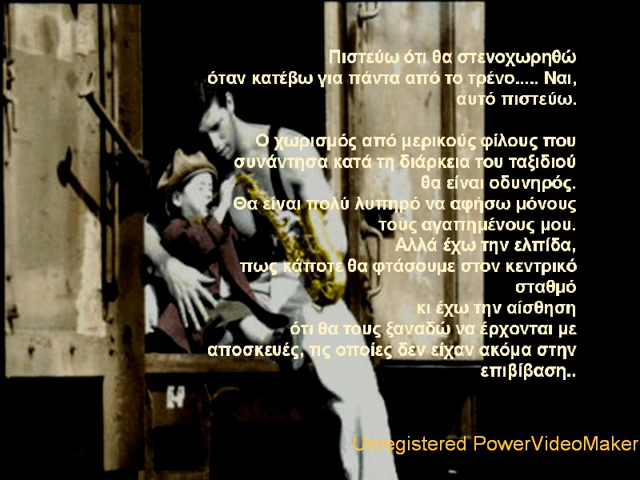 Πιστεύω ότι θα στενοχωρηθώ
όταν κατέβω για πάντα από το τρένο..... Ναι,
αυτό πιστεύω.
Ο χωρισμός από μερικούς φίλους που
συνάντησα κατά τη διάρκεια του ταξιδιού
θα είναι οδυνηρός.
Θα είναι πολύ λυπηρό να αφήσω μόνους
τους αγαπημένους μου.
Αλλά έχω την ελπίδα,
πως κάποτε θα φτάσουμε στον κεντρικό
σταθμό
κι έχω την αίσθηση
ότι θα τους ξαναδώ να έρχονται με
αποσκευές, τις οποίες δεν είχαν ακόμα στην
επιβίβαση..
Unregistered PowerVideoMaker